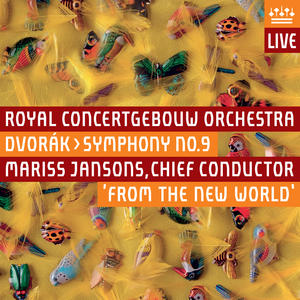 LIVE
ROYAL CONCERTGEBOUW ORCHESTRA
DVOŘÁK > SYMPHONY NO.9
MARISS JANSONS, CHIEF CONDUCTOR
'FROM THE NEW WORLD'